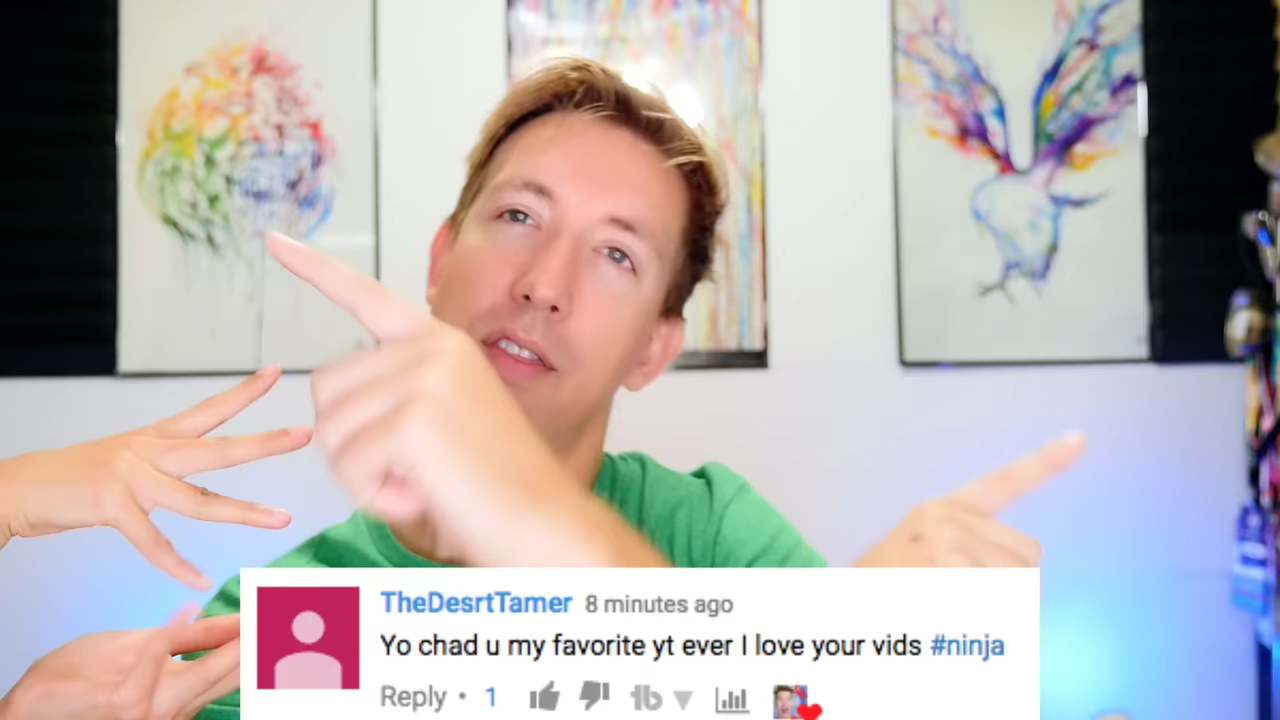 TheDesrtTamer 8 minutes ago
Yo chad u my favorite yt ever I love your vids #ninja
Reply • 1